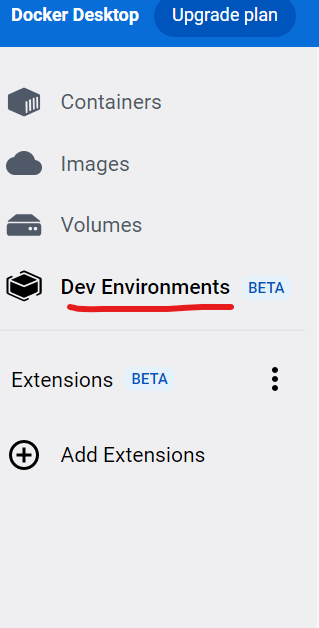 Docker Desktop Upgrade plan
Containers
Images
Volumes
Dev Environments BETA
Extensions BETA
Add Extensions